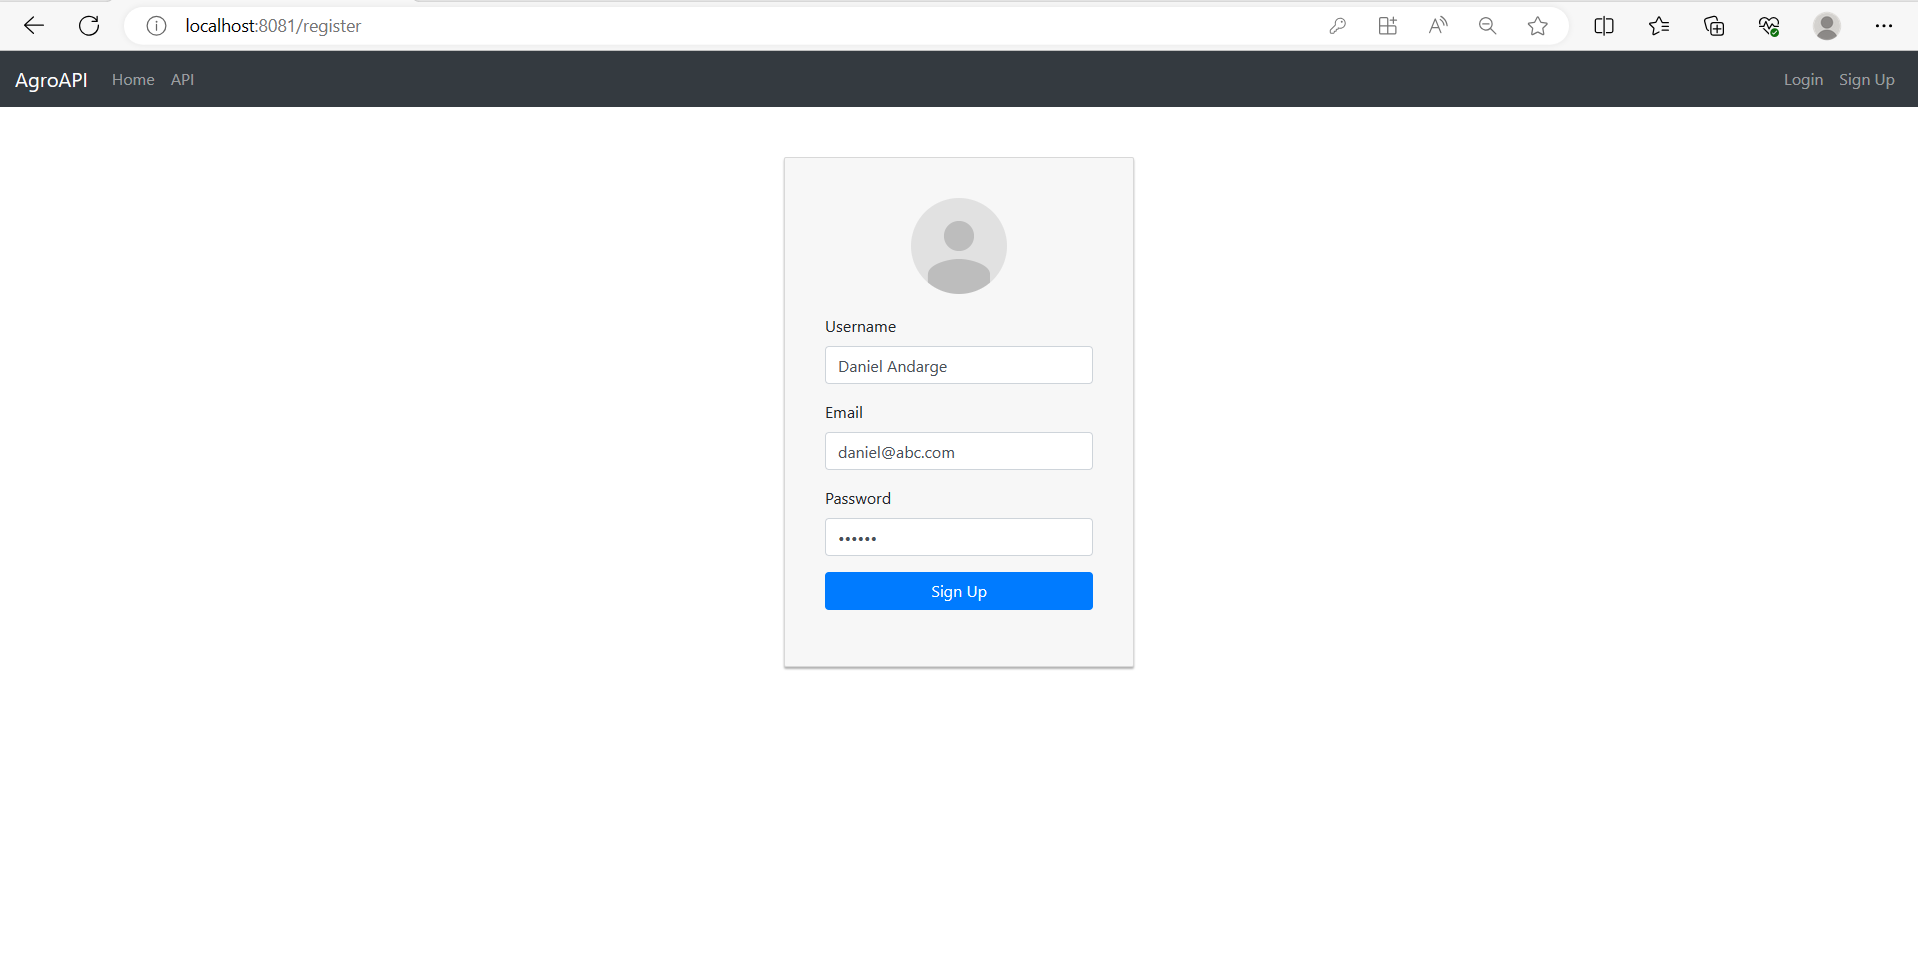 localhost:8081/register
AgroAPI Home API Login Sign Up
Username
Daniel Andarge
Email
daniel@abc.com
Password
••••••
Sign Up